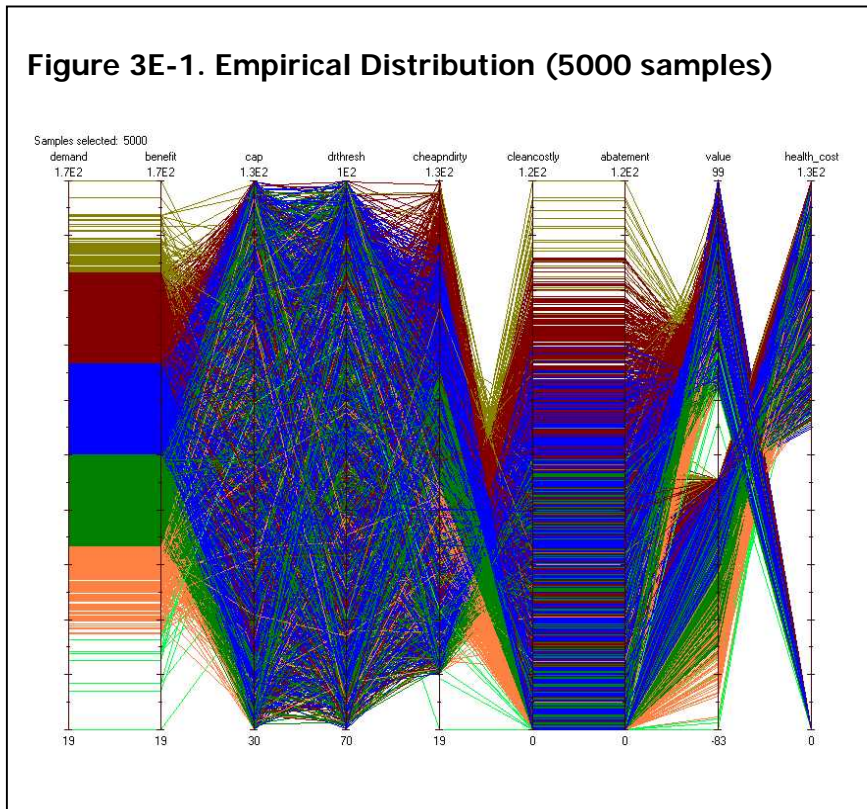 Figure 3E-1. Empirical Distribution (5000 samples)
Samples selected: 5000
demand benefit cap drthresh cheapndirty cleancostly abatement value health_cost
1.7E2 1.7E2 1.3E2 1E2 1.3E2 1.2E2 1.2E2 99 1.3E2
19 19 30 70 19 0 0 -83 0